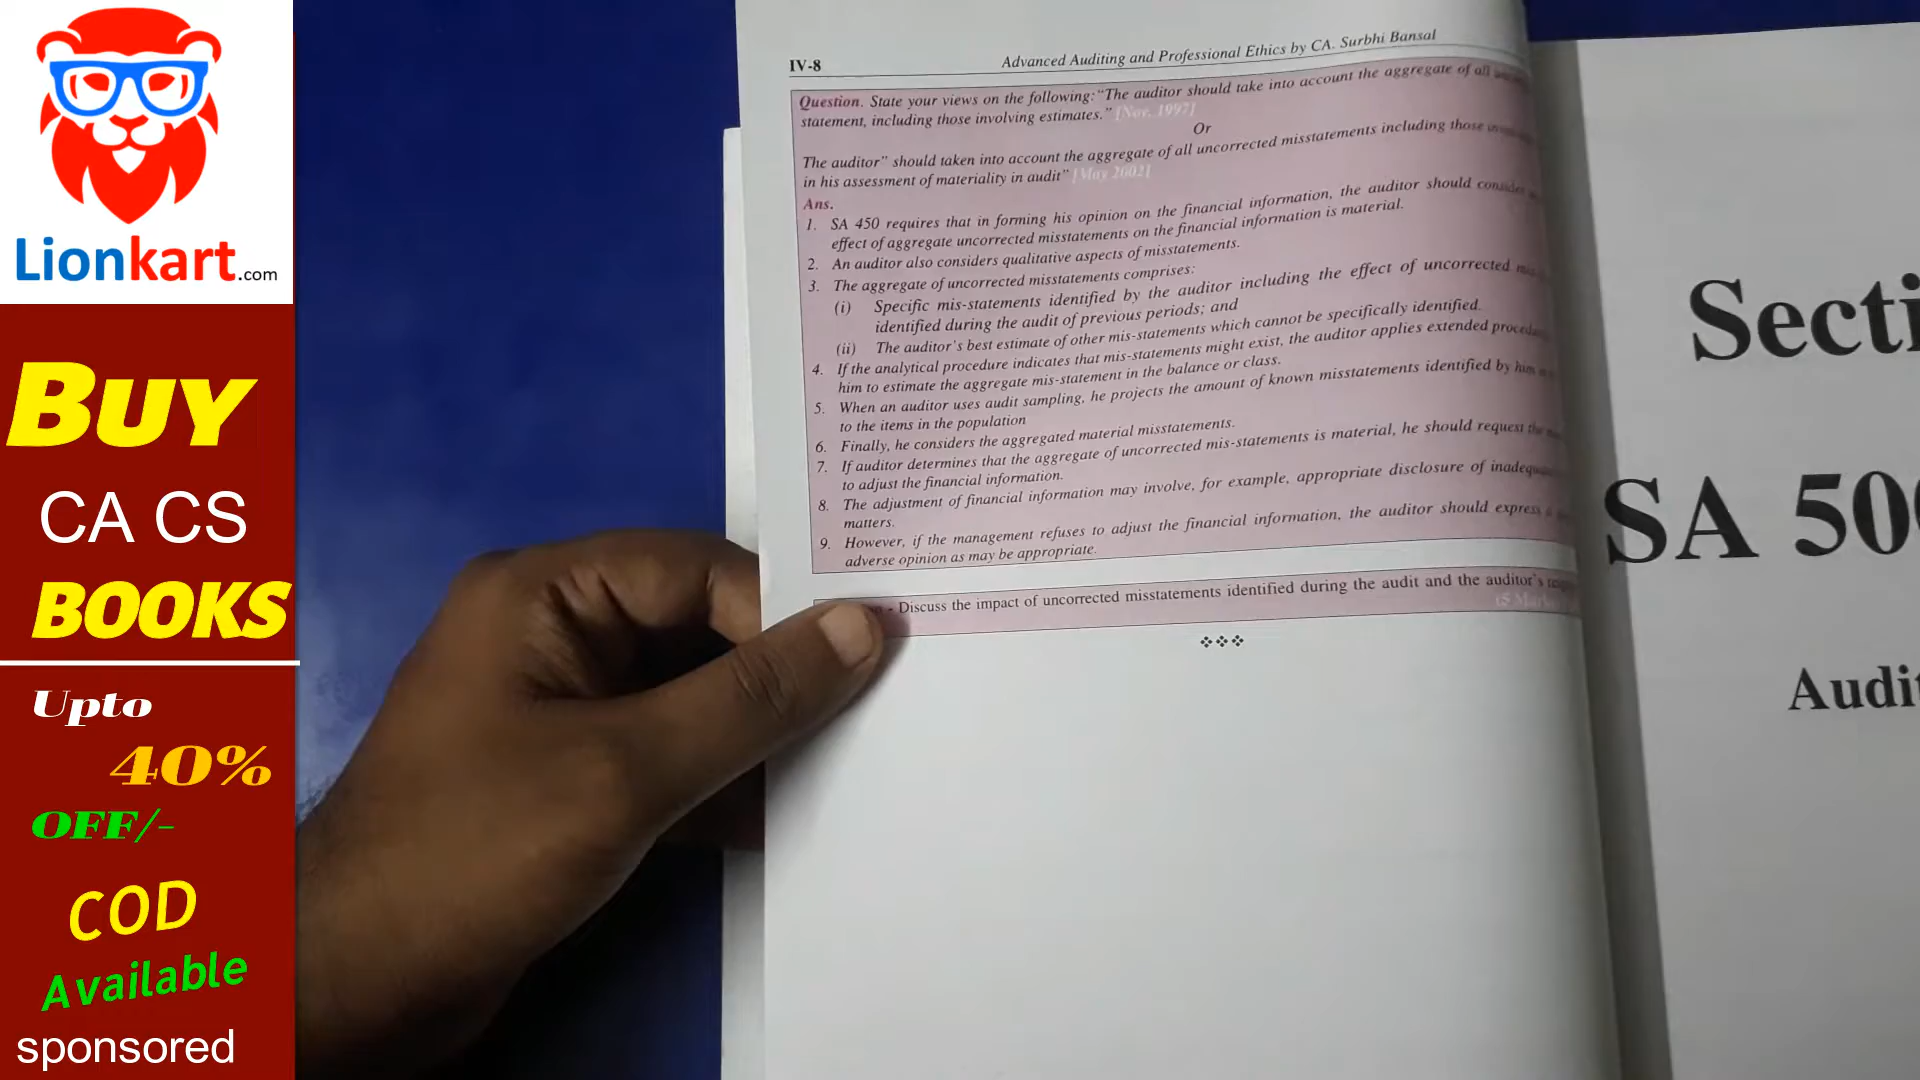 Lionkart.com
BUY
CA CS
BOOKS
Upto
40%
OFF/-
COD
Available
sponsored
IV-8
Advanced Auditing and Professional Ethics by CA. Surbhi Bansal
Question. State your views on the following: "The auditor should take into account the aggregate of all
statement, including those involving estimates." [Nov. 1997]
Or
The auditor" should taken into account the aggregate of all uncorrected misstatements including those
in his assessment of materiality in audit" [May 2002]
Ans.
1. SA 450 requires that in forming his opinion on the financial information, the auditor should consider
effect of aggregate uncorrected misstatements on the financial information is material.
2. An auditor also considers qualitative aspects of misstatements.
3. The aggregate of uncorrected misstatements comprises:
(i) Specific mis-statements identified by the auditor including the effect of uncorrected
identified during the audit of previous periods; and
(ii) The auditor's best estimate of other mis-statements which cannot be specifically identified.
4. If the analytical procedure indicates that mis-statements might exist, the auditor applies extended
him to estimate the aggregate mis-statement in the balance or class.
5. When an auditor uses audit sampling, he projects the amount of known misstatements identified by him
to the items in the population
6. Finally, he considers the aggregated material misstatements.
7. If auditor determines that the aggregate of uncorrected mis-statements is material, he should request the
to adjust the financial information.
8. The adjustment of financial information may involve, for example, appropriate disclosure of
matters.
9. However, if the management refuses to adjust the financial information, the auditor should express
adverse opinion as may be appropriate.
- Discuss the impact of uncorrected misstatements identified during the audit and the auditor's
(5 Mar
Secti
SA 50
Audi